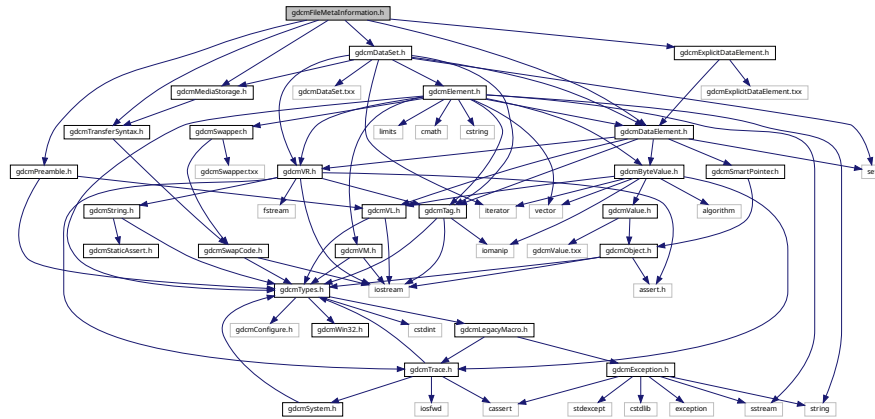 gdcmFileMetaInformation.h
gdcmDataSet.h
gdcmExplicitDataElement.h
gdcmMediaStorage.h
gdcmDataSet.txx
gdcmElement.h
gdcmExplicitDataElement.txx
gdcmTransferSyntax.h
gdcmSwapper.h
limits
cmath
cstring
gdcmDataElement.h
gdcmPreamble.h
gdcmSwapper.txx
gdcmVR.h
gdcmByteValue.h
gdcmSmartPointer.h
gdcmString.h
fstream
gdcmVL.h
gdcmTag.h
iterator
vector
gdcmValue.h
algorithm
gdcmStaticAssert.h
gdcmSwapCode.h
gdcmVM.h
iomanip
gdcmValue.txx
gdcmObject.h
gdcmTypes.h
iostream
assert.h
gdcmConfigure.h
gdcmWin32.h
cstdint
gdcmLegacyMacro.h
gdcmTrace.h
gdcmException.h
gdcmSystem.h
iosfwd
cassert
stdexcept
cstdlib
exception
sstream
string